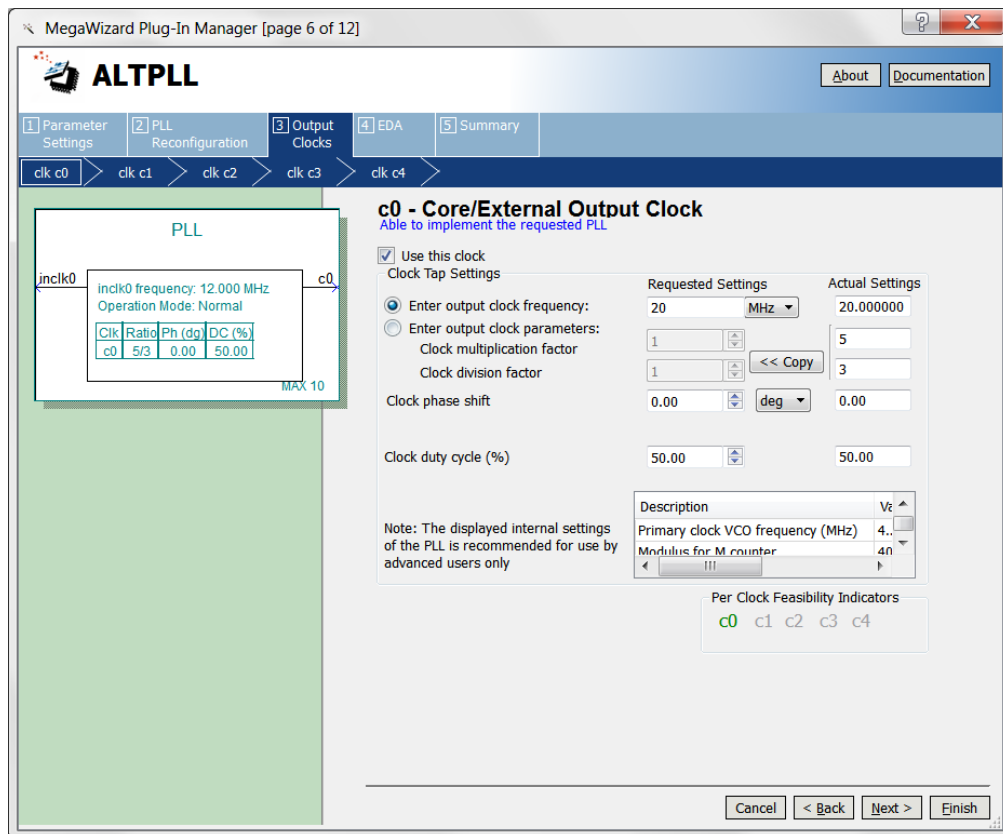 MegaWizard Plug-In Manager [page 6 of 12]
ALTPLL
About
Documentation
1 Parameter Settings
2 PLL Reconfiguration
3 Output Clocks
4 EDA
5 Summary
clk c0
clk c1
clk c2
clk c3
clk c4
PLL
inclk0
c0
inclk0 frequency: 12.000 MHz
Operation Mode: Normal
Clk Ratio Ph (dg) DC (%)
c0 5/3 0.00 50.00
MAX 10
c0 - Core/External Output Clock
Able to implement the requested PLL
Use this clock
Clock Tap Settings
Requested Settings
Actual Settings
Enter output clock frequency:
20
MHz
20.000000
Enter output clock parameters:
Clock multiplication factor
1
5
<< Copy
Clock division factor
1
3
Clock phase shift
0.00
deg
0.00
Clock duty cycle (%)
50.00
50.00
Note: The displayed internal settings
of the PLL is recommended for use by
advanced users only
Description
Primary clock VCO frequency (MHz) 4..
Modulus for M counter 40
Per Clock Feasibility Indicators
c0 c1 c2 c3 c4
Cancel
< Back
Next >
Finish